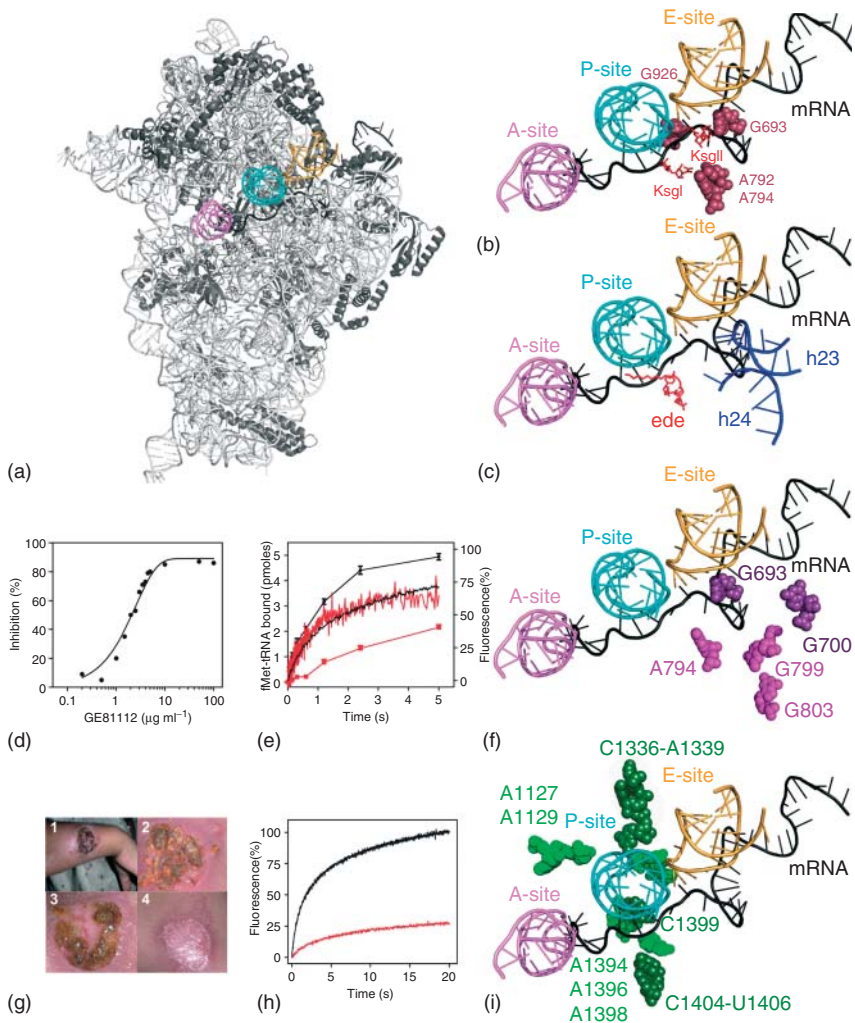 (a)
E-site
P-site
G926
mRNA
A-site
G693
KsgII
KsgI
A792
A794
(b)
E-site
P-site
mRNA
A-site
h23
ede
h24
(c)
Inhibition (%)
100
80
60
40
20
0
0.1
1
10
100
GE81112 (µg ml⁻¹)
(d)
fMet-tRNA bound (pmoles)
5
4
3
2
1
0
100
75
50
25
0
Fluorescence(%)
0
1
2
3
4
5
Time (s)
(e)
E-site
P-site
mRNA
G693
A-site
G700
A794
G799
G803
(f)
1
2
3
4
(g)
Fluorescence(%)
100
75
50
25
0
0
5
10
15
20
Time (s)
(h)
C1336-A1339
E-site
A1127
A1129
P-site
mRNA
A-site
C1399
A1394
A1396
A1398
C1404-U1406
(i)